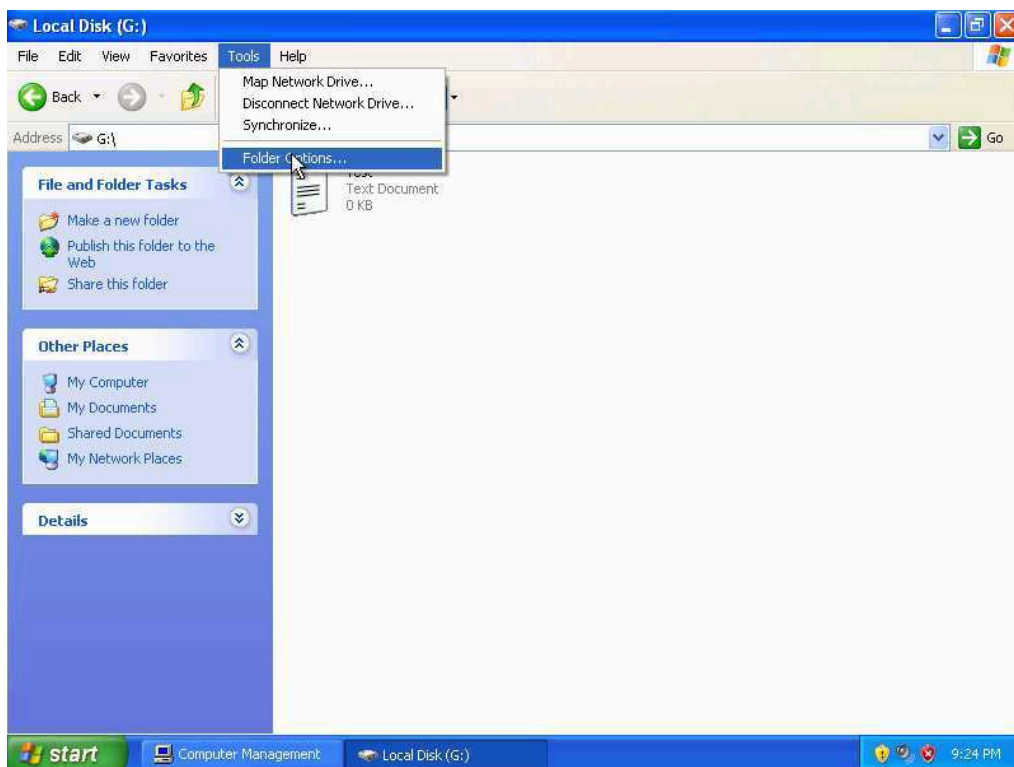 Local Disk (G:)
File Edit View Favorites Tools Help
Map Network Drive...
Disconnect Network Drive...
Synchronize...
Folder Options...
Back
Address G:\
Go
File and Folder Tasks
Make a new folder
Publish this folder to the
Web
Share this folder
Text Document
0 KB
Other Places
My Computer
My Documents
Shared Documents
My Network Places
Details
start
Computer Management
Local Disk (G:)
9:24 PM